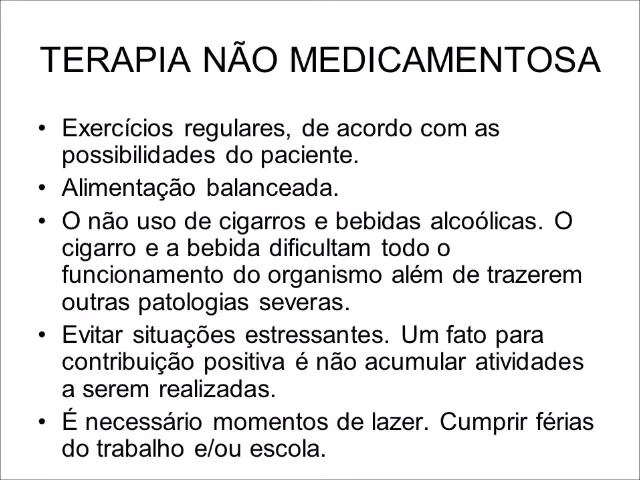 TERAPIA NÃO MEDICAMENTOSA
• Exercícios regulares, de acordo com as
possibilidades do paciente.
• Alimentação balanceada.
• O não uso de cigarros e bebidas alcoólicas. O
cigarro e a bebida dificultam todo o
funcionamento do organismo além de trazerem
outras patologias severas.
• Evitar situações estressantes. Um fato para
contribuição positiva é não acumular atividades
a serem realizadas.
• É necessário momentos de lazer. Cumprir férias
do trabalho e/ou escola.